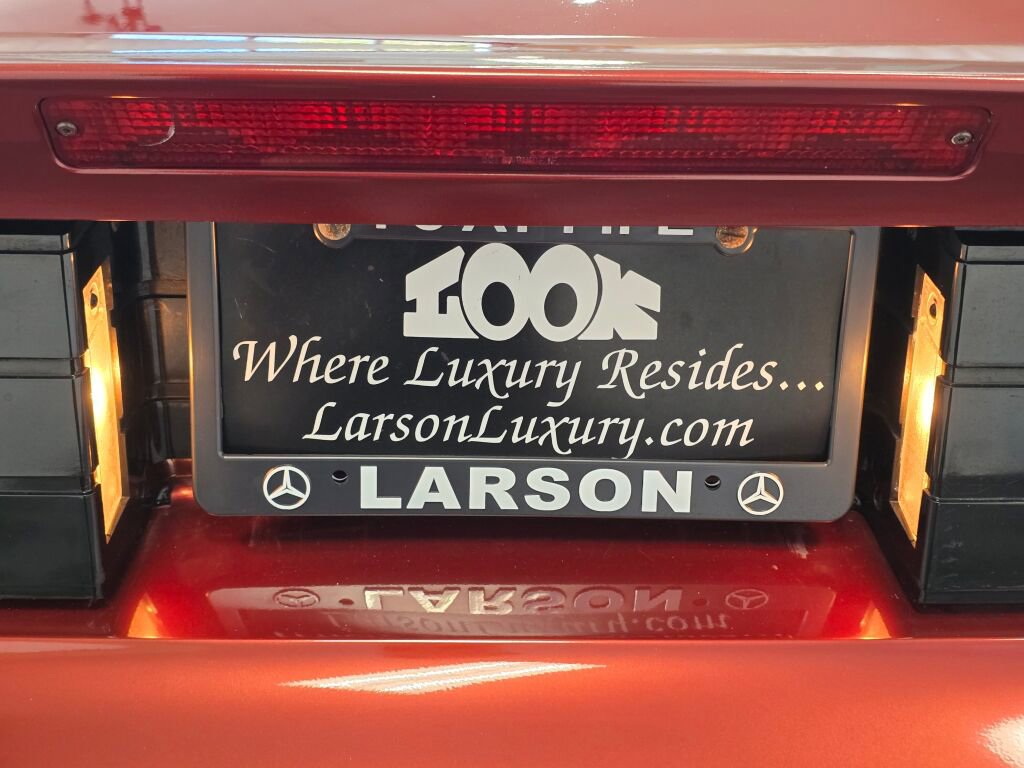 LOOK
Where Luxury Resides...
LarsonLuxury.com
LARSON